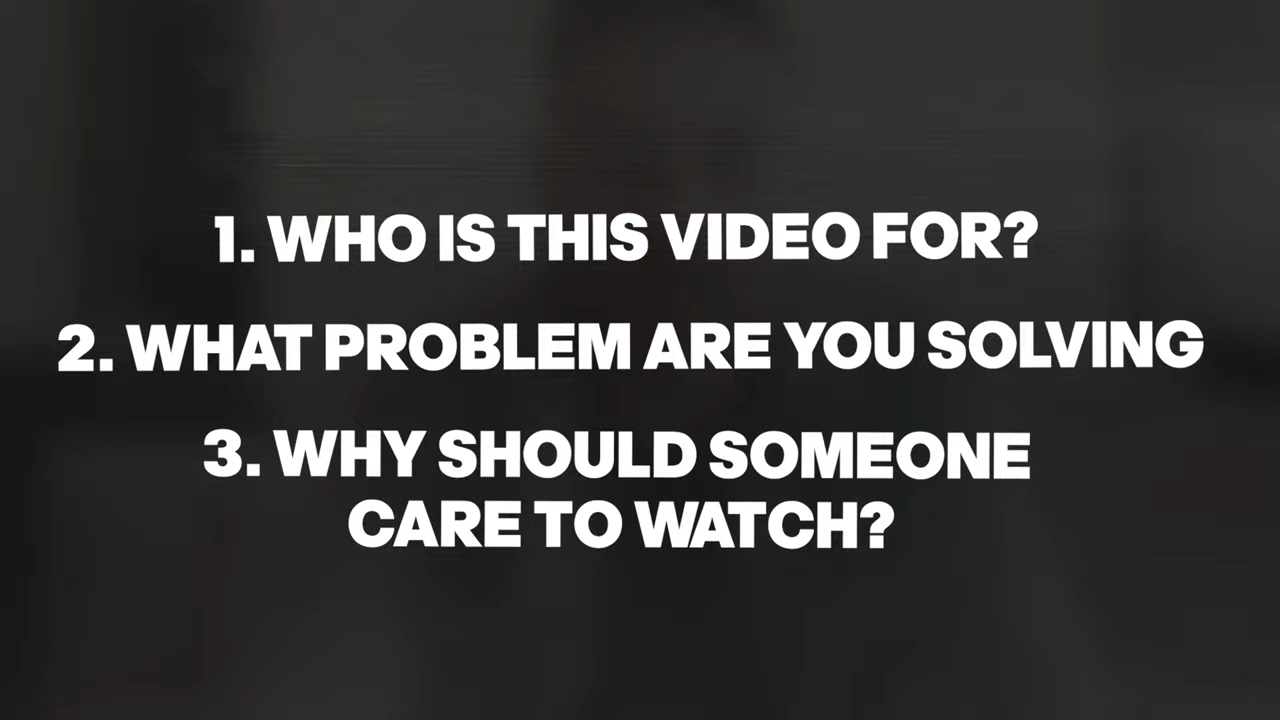 1. WHO IS THIS VIDEO FOR?
2. WHAT PROBLEM ARE YOU SOLVING
3. WHY SHOULD SOMEONE
CARE TO WATCH?